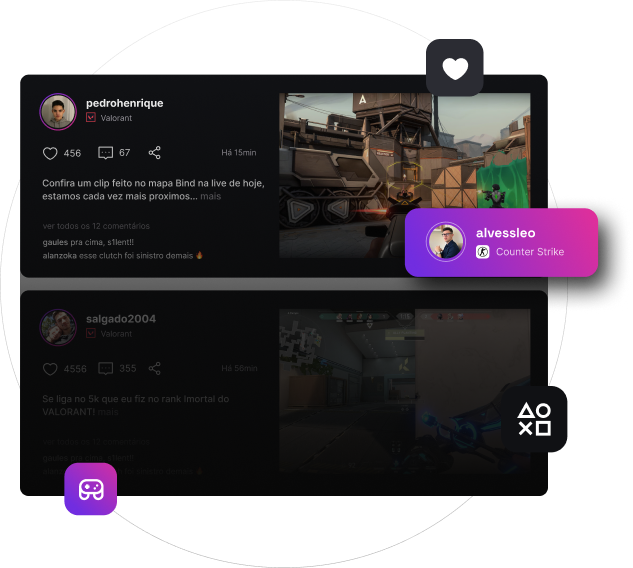 pedrohenrique
Valorant
456
67
Há 15min
Confira um clip feito no mapa Bind na live de hoje,
estamos cada vez mais proximos... mais
ver todos os 12 comentários
gaules pra cima, s1lent!!
alanzoka esse clutch foi sinistro demais 🔥
alvessleo
Counter Strike
salgado2004
Valorant
4556
355
Há 56min
Se liga no 5k que eu fiz no rank Imortal do
VALORANT! mais
gaules pra cima, s1lent!!